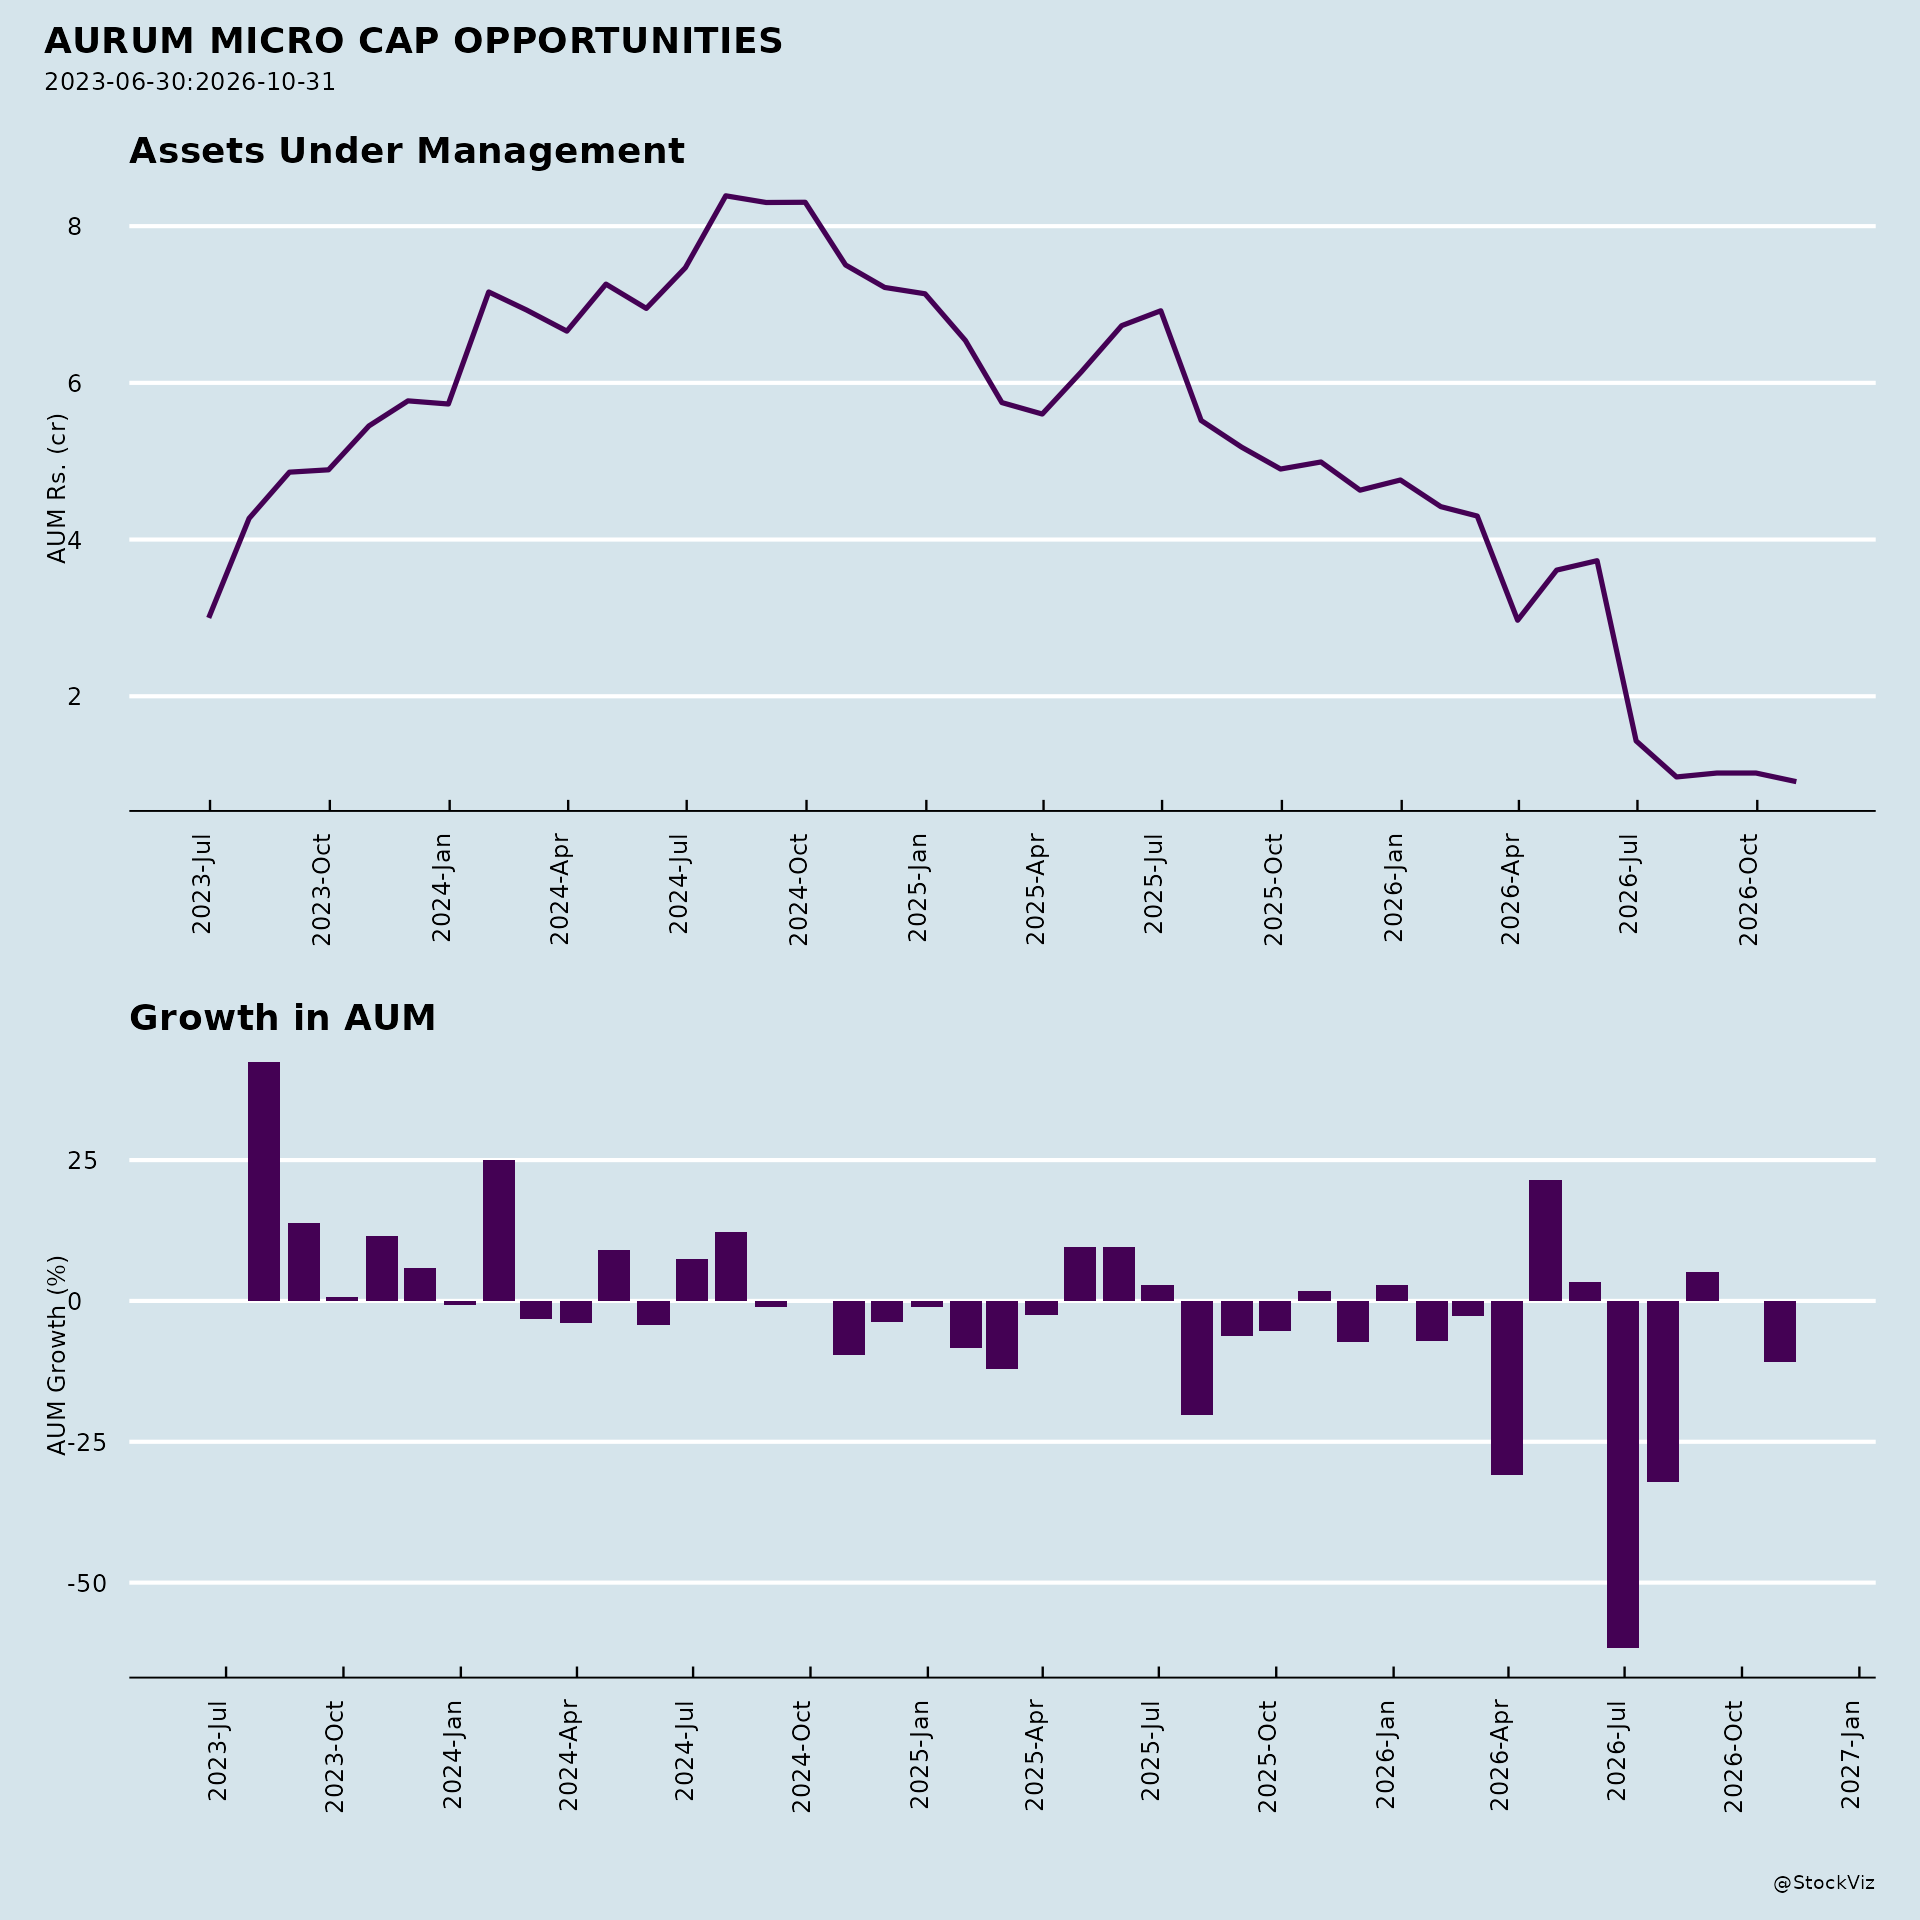 AURUM MICRO CAP OPPORTUNITIES
2023-06-30:2026-10-31
Assets Under Management
AUM Rs. (cr)
8
6
4
2
2023-Jul
2023-Oct
2024-Jan
2024-Apr
2024-Jul
2024-Oct
2025-Jan
2025-Apr
2025-Jul
2025-Oct
2026-Jan
2026-Apr
2026-Jul
2026-Oct
Growth in AUM
AUM Growth (%)
25
0
-25
-50
2023-Jul
2023-Oct
2024-Jan
2024-Apr
2024-Jul
2024-Oct
2025-Jan
2025-Apr
2025-Jul
2025-Oct
2026-Jan
2026-Apr
2026-Jul
2026-Oct
2027-Jan
@StockViz